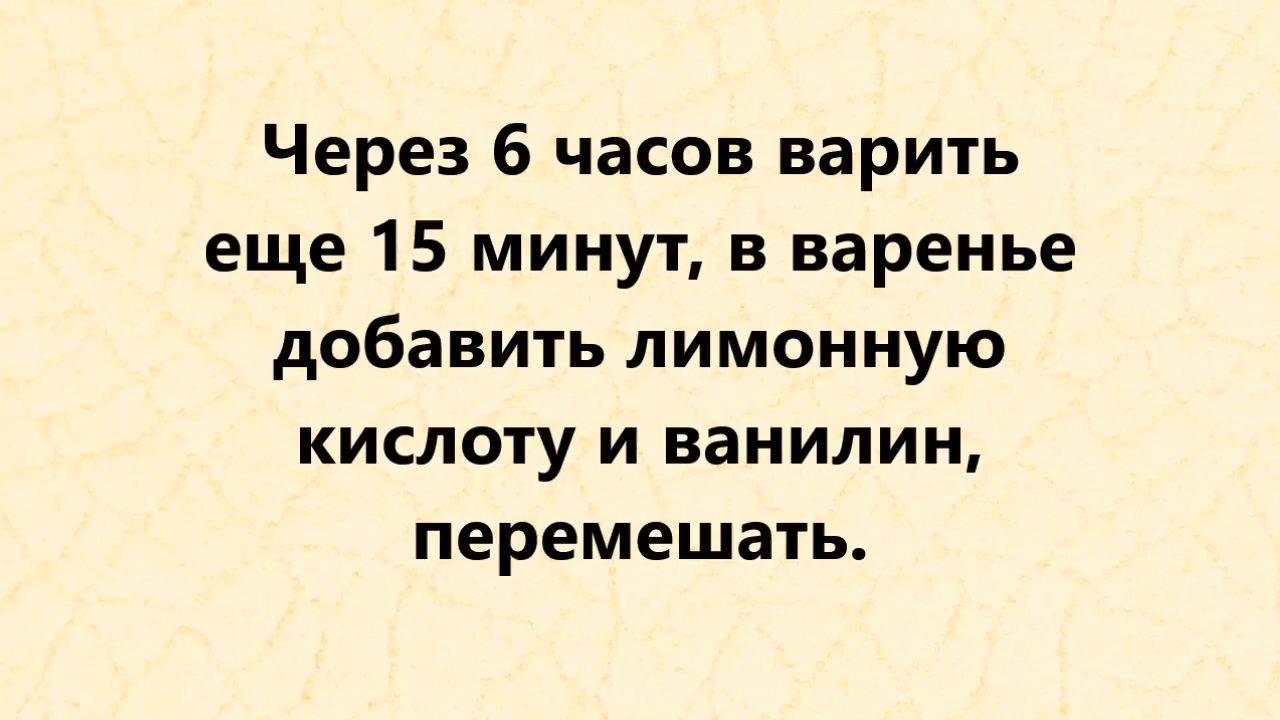 Через 6 часов варить
еще 15 минут, в варенье
добавить лимонную
кислоту и ванилин,
перемешать.